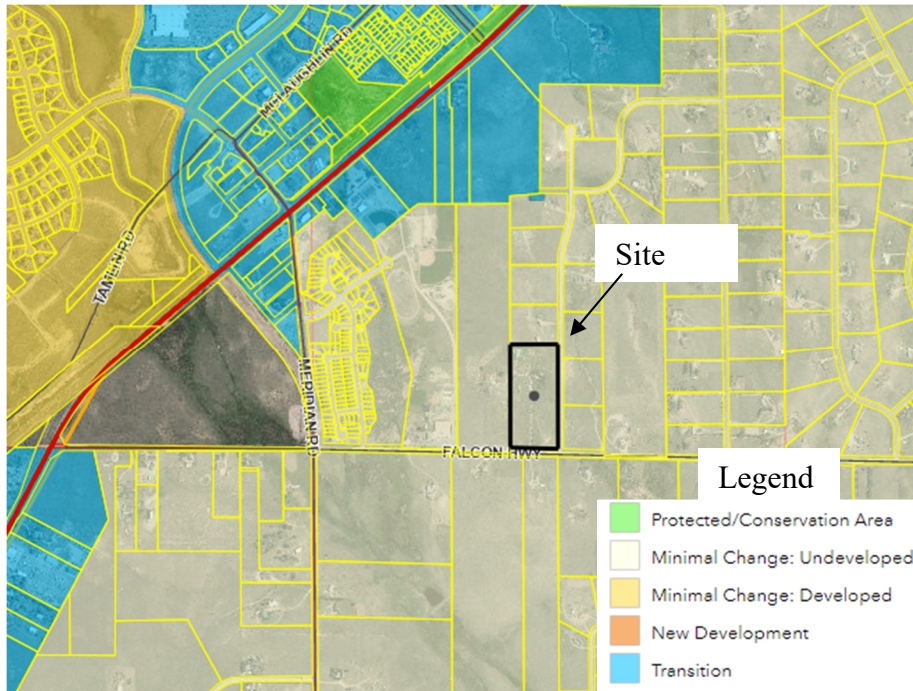 MCLAUGHLIN RD
TAMLIN RD
Site
MERIDIAN RD
FALCON HWY
Legend
Protected/Conservation Area
Minimal Change: Undeveloped
Minimal Change: Developed
New Development
Transition